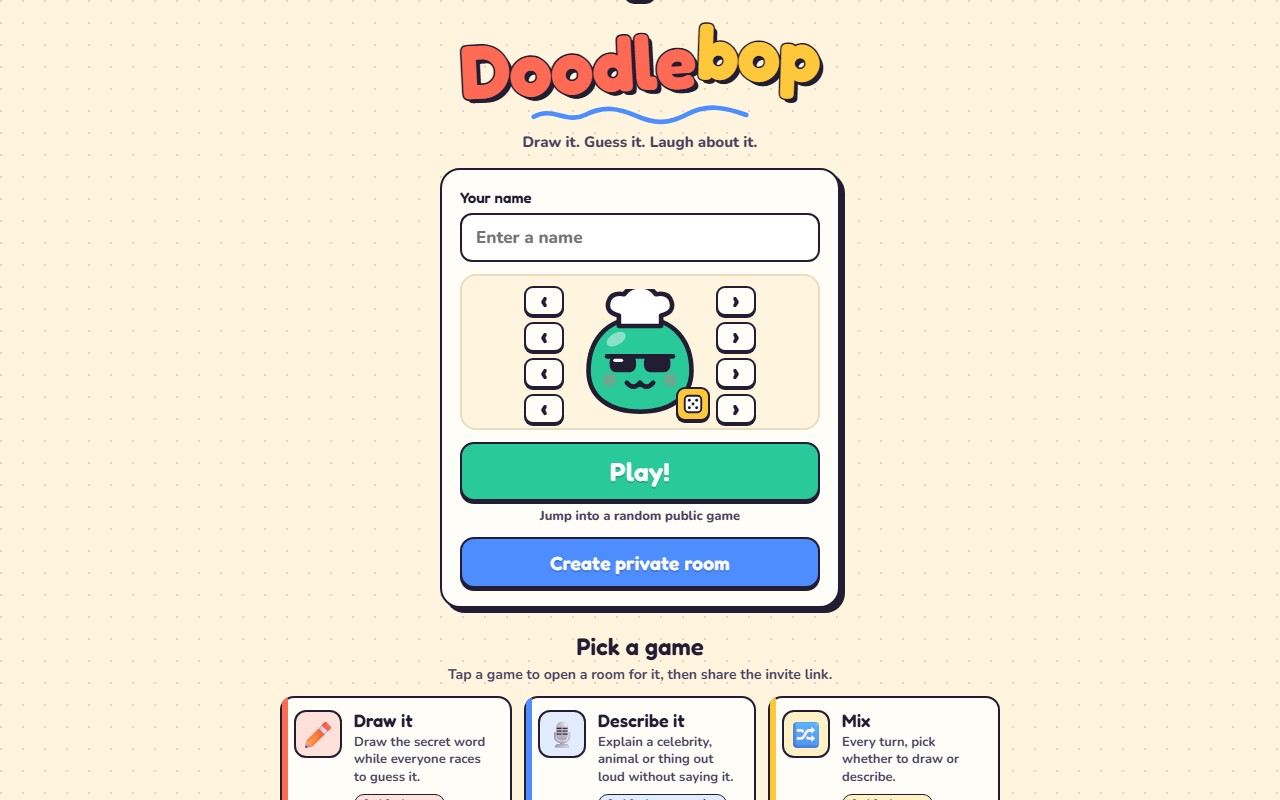 Doodlebop
Draw it. Guess it. Laugh about it.
Your name
Enter a name
Play!
Jump into a random public game
Create private room
Pick a game
Tap a game to open a room for it, then share the invite link.
Draw it
Draw the secret word
while everyone races
to guess it.
Describe it
Explain a celebrity,
animal or thing out
loud without saying it.
Mix
Every turn, pick
whether to draw or
describe.